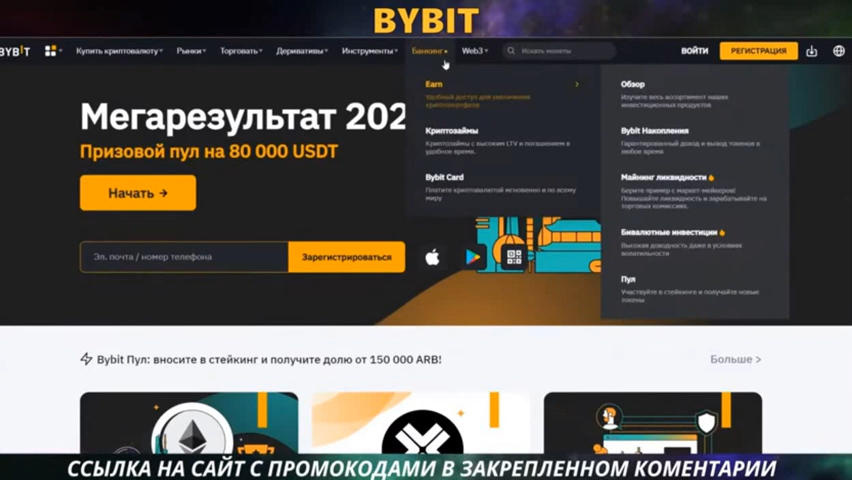 BYBIT
BYBIT
Купить криптовалюту
Рынки
Торговать
Деривативы
Инструменты
Банкинг
Web3
Искать монеты
ВОЙТИ
РЕГИСТРАЦИЯ
Earn
Удобный доступ для увеличения
криптопортфеля
Криптозаймы
Криптозаймы с высоким LTV и погашением в
удобное время.
Bybit Card
Платите криптовалютой мгновенно и по всему
миру
Обзор
Изучите весь ассортимент наших
инвестиционных продуктов
Bybit Накопления
Гарантированный доход и вывод токенов в
любое время
Майнинг ликвидности
Берите пример с маркет-мейкеров!
Повышайте ликвидность и зарабатывайте на
торговых комиссиях.
Бивалютные инвестиции
Высокая доходность даже в условия
волатильности
Пул
Участвуйте в стейкинге и получайте новые
токены
Мегарезультат 202
Призовой пул на 80 000 USDT
Начать →
Эл. почта / номер телефона
Зарегистрироваться
Bybit Пул: вносите в стейкинг и получите долю от 150 000 ARB!
Больше >
ССЫЛКА НА САЙТ С ПРОМОКОДАМИ В ЗАКРЕПЛЕННОМ КОМЕНТАРИИ